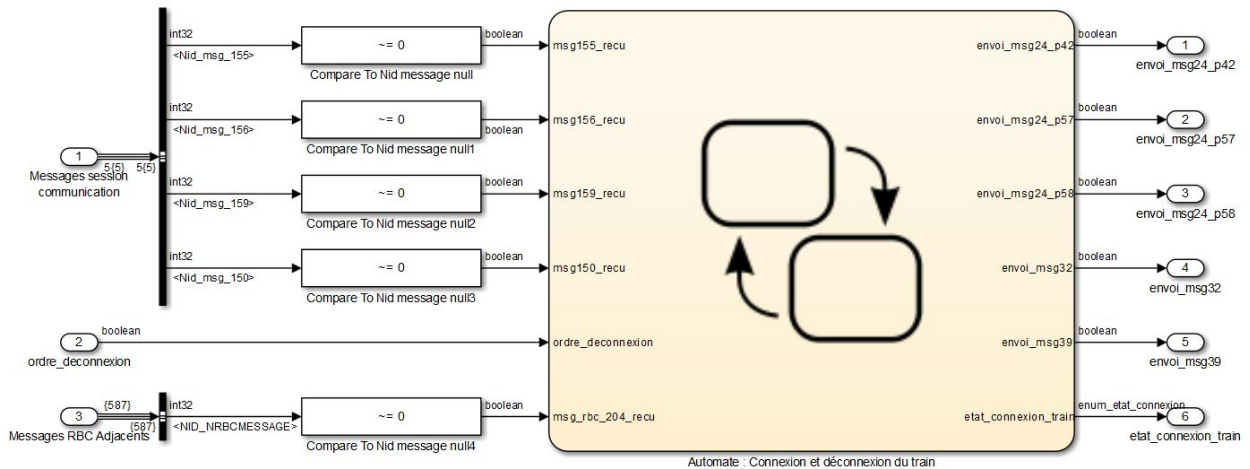 int32
<Nid_msg_155>
~= 0
boolean
Compare To Nid message null
msg155_recu
envoi_msg24_p42
boolean
1
envoi_msg24_p42
int32
<Nid_msg_156>
~= 0
boolean
Compare To Nid message null1
msg156_recu
envoi_msg24_p57
boolean
2
envoi_msg24_p57
1
5{5}
5{5}
Messages session
communication
int32
<Nid_msg_159>
~= 0
boolean
Compare To Nid message null2
msg159_recu
envoi_msg24_p58
boolean
3
envoi_msg24_p58
int32
<Nid_msg_150>
~= 0
boolean
Compare To Nid message null3
msg150_recu
envoi_msg32
boolean
4
envoi_msg32
2
boolean
ordre_deconnexion
ordre_deconnexion
envoi_msg39
boolean
5
envoi_msg39
3
{587}
{587}
Messages RBC Adjacents
int32
<NID_NRBCMESSAGE>
~= 0
boolean
Compare To Nid message null4
msg_rbc_204_recu
etat_connexion_train
enum_etat_connexion
6
etat_connexion_train
Automate : Connexion et déconnexion du train